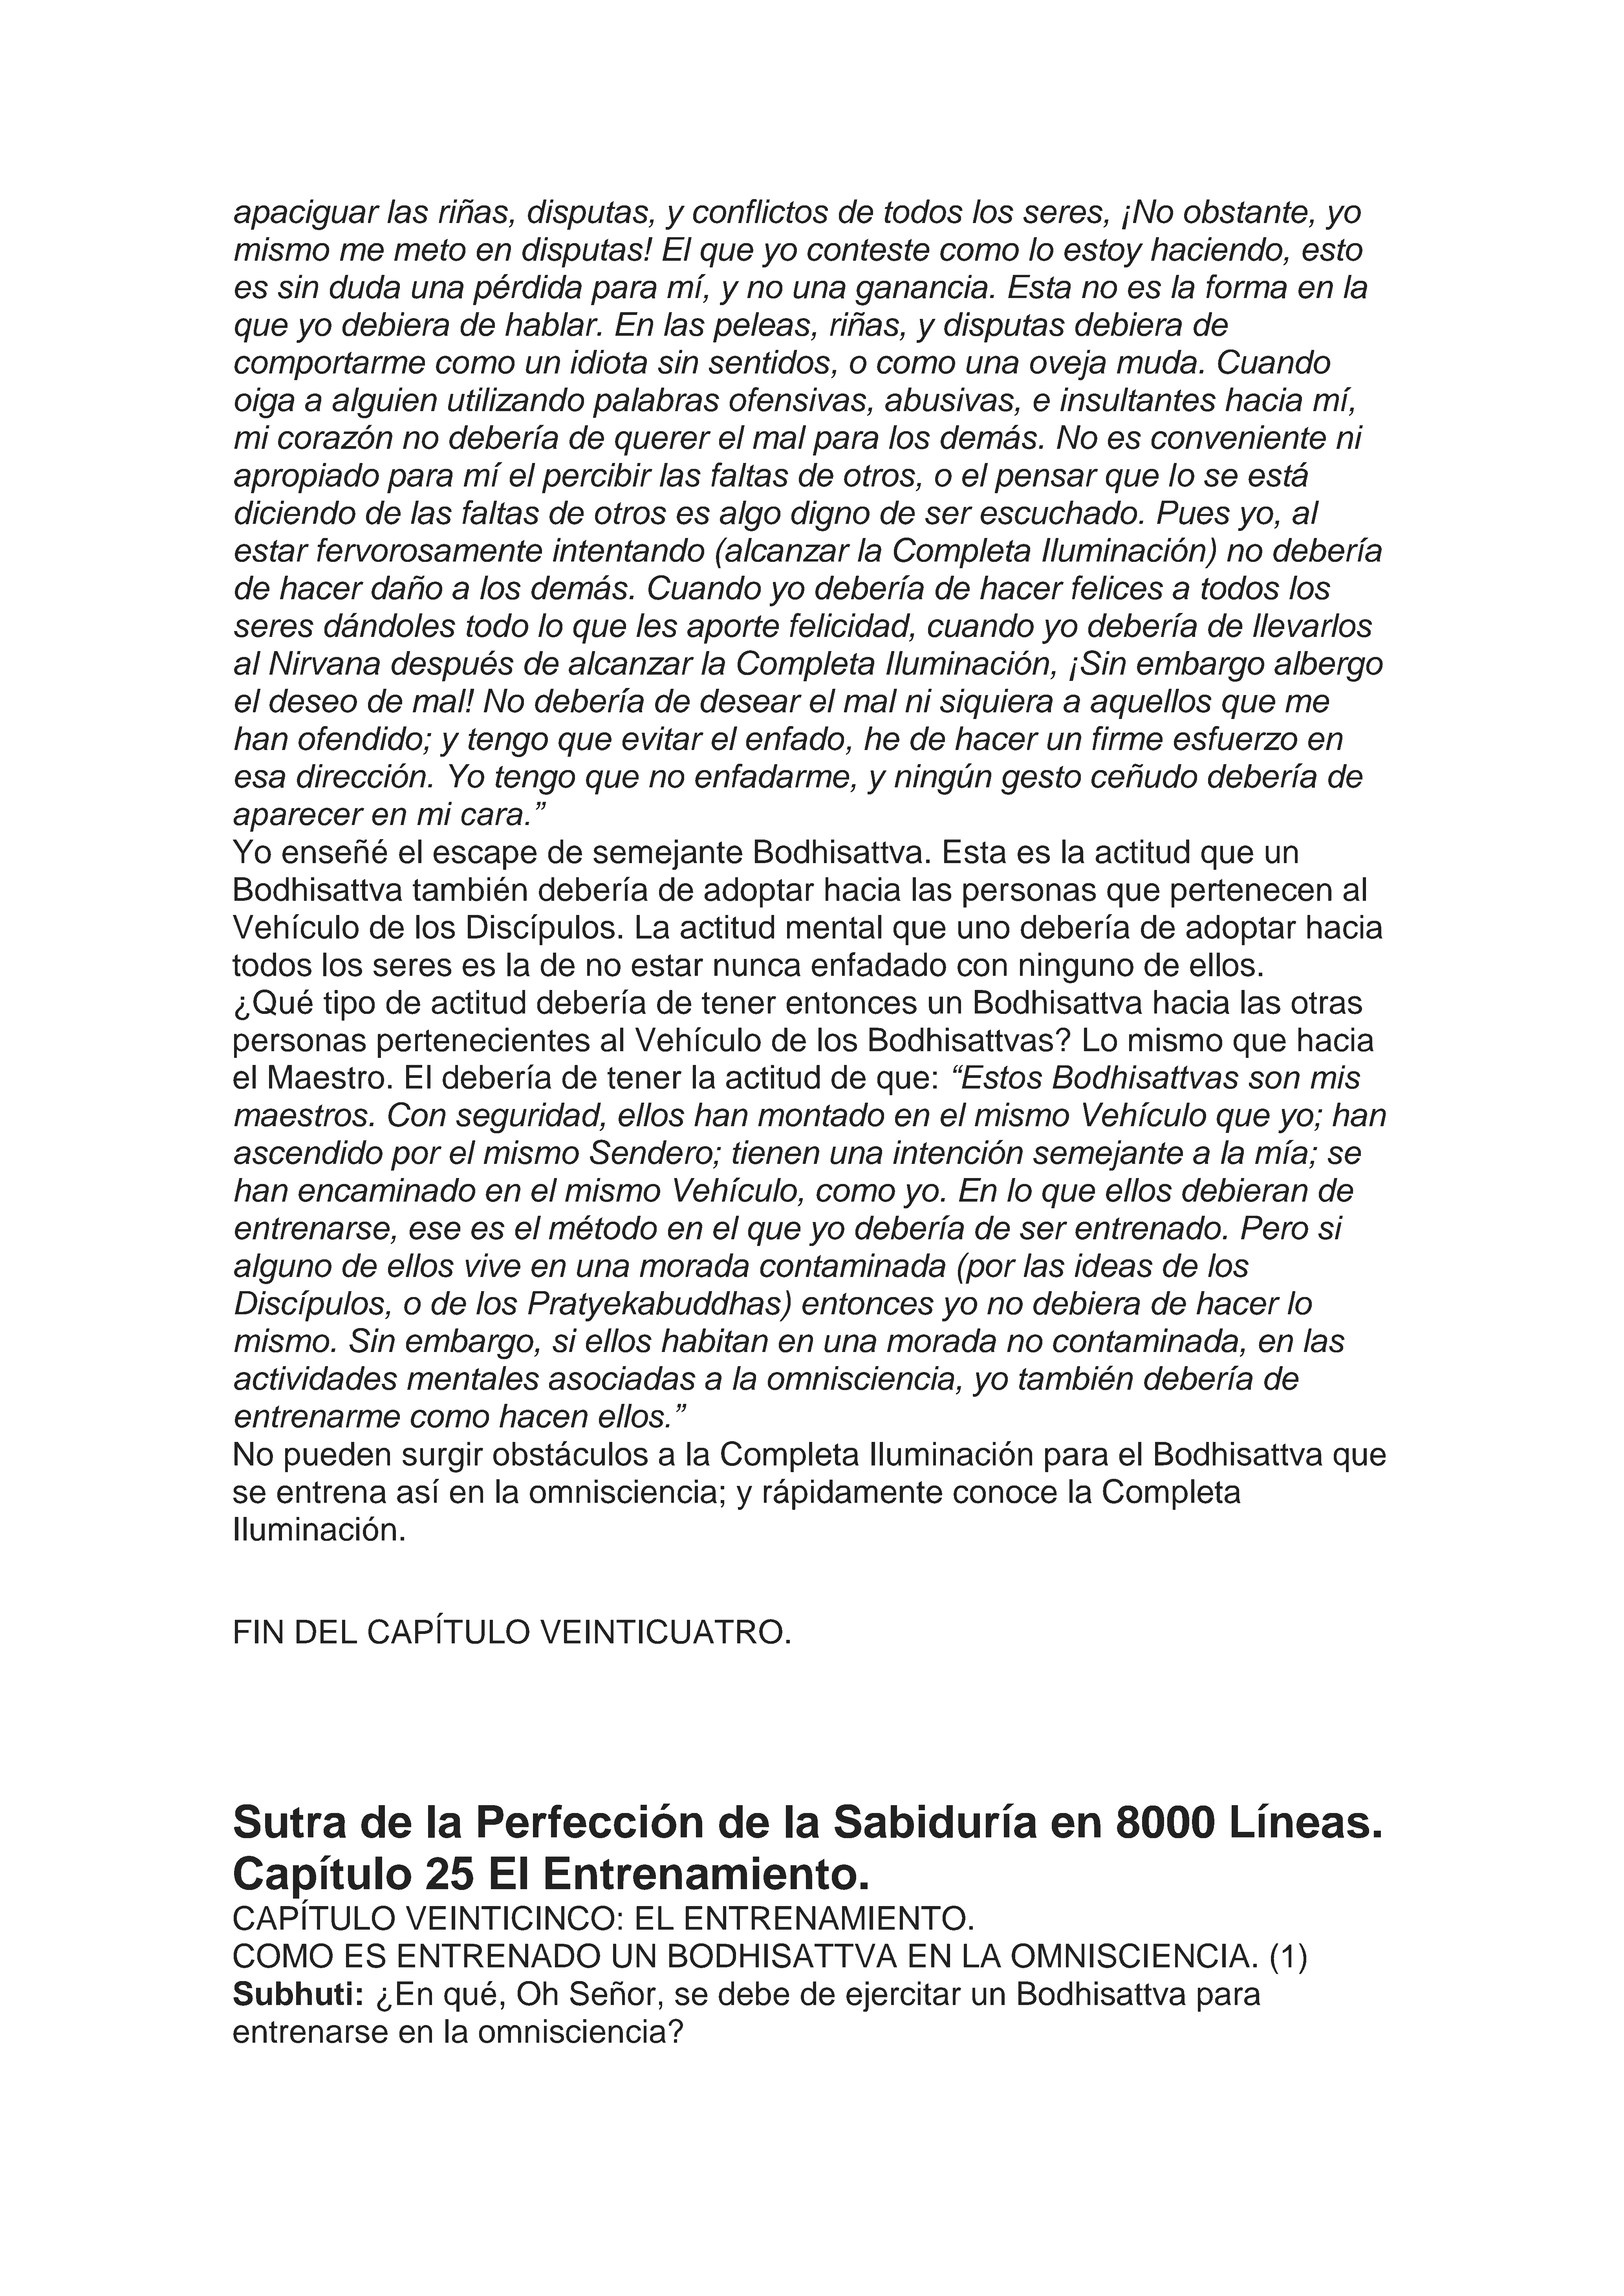 apaciguar las riñas, disputas, y conflictos de todos los seres, ¡No obstante, yo
mismo me meto en disputas! El que yo conteste como lo estoy haciendo, esto
es sin duda una pérdida para mí, y no una ganancia. Esta no es la forma en la
que yo debiera de hablar. En las peleas, riñas, y disputas debiera de
comportarme como un idiota sin sentidos, o como una oveja muda. Cuando
oiga a alguien utilizando palabras ofensivas, abusivas, e insultantes hacia mí,
mi corazón no debería de querer el mal para los demás. No es conveniente ni
apropiado para mí el percibir las faltas de otros, o el pensar que lo se está
diciendo de las faltas de otros es algo digno de ser escuchado. Pues yo, al
estar fervorosamente intentando (alcanzar la Completa Iluminación) no debería
de hacer daño a los demás. Cuando yo debería de hacer felices a todos los
seres dándoles todo lo que les aporte felicidad, cuando yo debería de llevarlos
al Nirvana después de alcanzar la Completa Iluminación, ¡Sin embargo albergo
el deseo de mal! No debería de desear el mal ni siquiera a aquellos que me
han ofendido; y tengo que evitar el enfado, he de hacer un firme esfuerzo en
esa dirección. Yo tengo que no enfadarme, y ningún gesto ceñudo debería de
aparecer en mi cara.”
Yo enseñé el escape de semejante Bodhisattva. Esta es la actitud que un
Bodhisattva también debería de adoptar hacia las personas que pertenecen al
Vehículo de los Discípulos. La actitud mental que uno debería de adoptar hacia
todos los seres es la de no estar nunca enfadado con ninguno de ellos.
¿Qué tipo de actitud debería de tener entonces un Bodhisattva hacia las otras
personas pertenecientes al Vehículo de los Bodhisattvas? Lo mismo que hacia
el Maestro. El debería de tener la actitud de que: “Estos Bodhisattvas son mis
maestros. Con seguridad, ellos han montado en el mismo Vehículo que yo; han
ascendido por el mismo Sendero; tienen una intención semejante a la mía; se
han encaminado en el mismo Vehículo, como yo. En lo que ellos debieran de
entrenarse, ese es el método en el que yo debería de ser entrenado. Pero si
alguno de ellos vive en una morada contaminada (por las ideas de los
Discípulos, o de los Pratyekabuddhas) entonces yo no debiera de hacer lo
mismo. Sin embargo, si ellos habitan en una morada no contaminada, en las
actividades mentales asociadas a la omnisciencia, yo también debería de
entrenarme como hacen ellos.”
No pueden surgir obstáculos a la Completa Iluminación para el Bodhisattva que
se entrena así en la omnisciencia; y rápidamente conoce la Completa
Iluminación.
FIN DEL CAPÍTULO VEINTICUATRO.
Sutra de la Perfección de la Sabiduría en 8000 Líneas.
Capítulo 25 El Entrenamiento.
CAPÍTULO VEINTICINCO: EL ENTRENAMIENTO.
COMO ES ENTRENADO UN BODHISATTVA EN LA OMNISCIENCIA. (1)
Subhuti: ¿En qué, Oh Señor, se debe de ejercitar un Bodhisattva para
entrenarse en la omnisciencia?